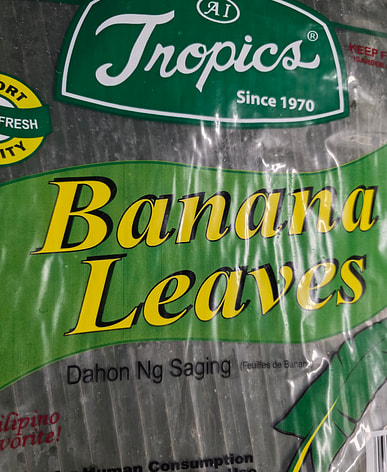 AI
Tropics®
Since 1970
KEEP
FRESH
Banana
Leaves
Dahon Ng Saging (Feuilles de Banane
Human Consumption